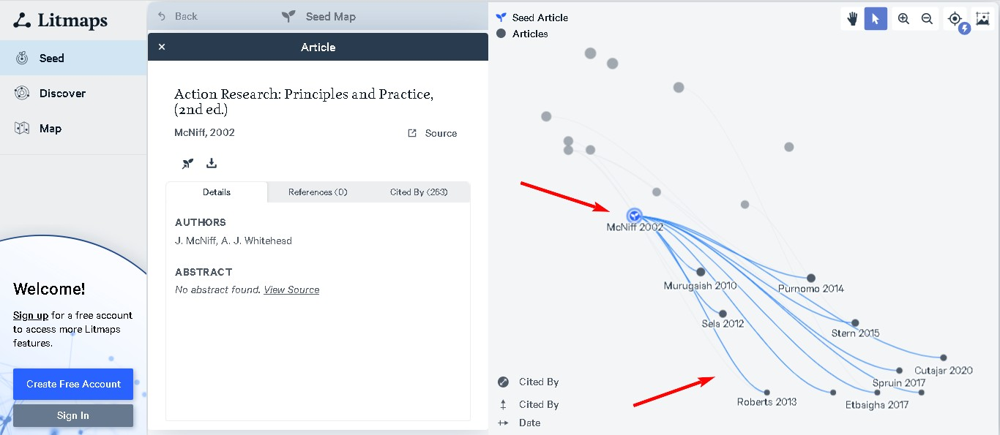 Litmaps
Seed
Discover
Map
Welcome!
Sign up for a free account
to access more Litmaps
features.
Create Free Account
Sign In
Back
Seed Map
Article
Action Research: Principles and Practice,
(2nd ed.)
McNiff, 2002
Source
Details
References (0)
Cited By (263)
AUTHORS
J. McNiff, A. J. Whitehead
ABSTRACT
No abstract found. View Source
Seed Article
Articles
McNiff 2002
Murugaiah 2010
Purnomo 2014
Sela 2012
Stern 2015
Cutajar 2020
Spruin 2017
Roberts 2013
Etbaigha 2017
Cited By
Cited By
Date